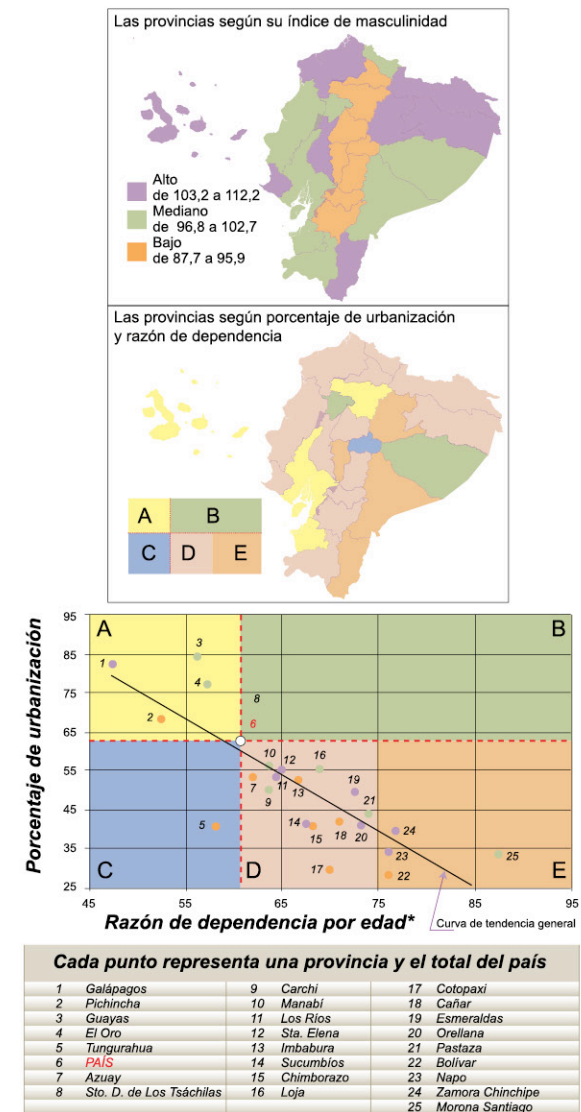 Las provincias según su índice de masculinidad
Alto
de 103,2 a 112,2
Mediano
de 96,8 a 102,7
Bajo
de 87,7 a 95,9
Las provincias según porcentaje de urbanización
y razón de dependencia
A
B
C
D
E
Porcentaje de urbanización
95
85
75
65
55
45
35
25
A
B
C
D
E
1
2
3
4
5
6
7
8
9
10
11
12
13
14
15
16
17
18
19
20
21
22
23
24
25
45
55
65
75
85
95
Razón de dependencia por edad*
Curva de tendencia general
Cada punto representa una provincia y el total del país
1 Galápagos
2 Pichincha
3 Guayas
4 El Oro
5 Tungurahua
6 PAÍS
7 Azuay
8 Sto. D. de Los Tsáchilas
9 Carchi
10 Manabí
11 Los Ríos
12 Sta. Elena
13 Imbabura
14 Sucumbíos
15 Chimborazo
16 Loja
17 Cotopaxi
18 Cañar
19 Esmeraldas
20 Orellana
21 Pastaza
22 Bolívar
23 Napo
24 Zamora Chinchipe
25 Morona Santiago